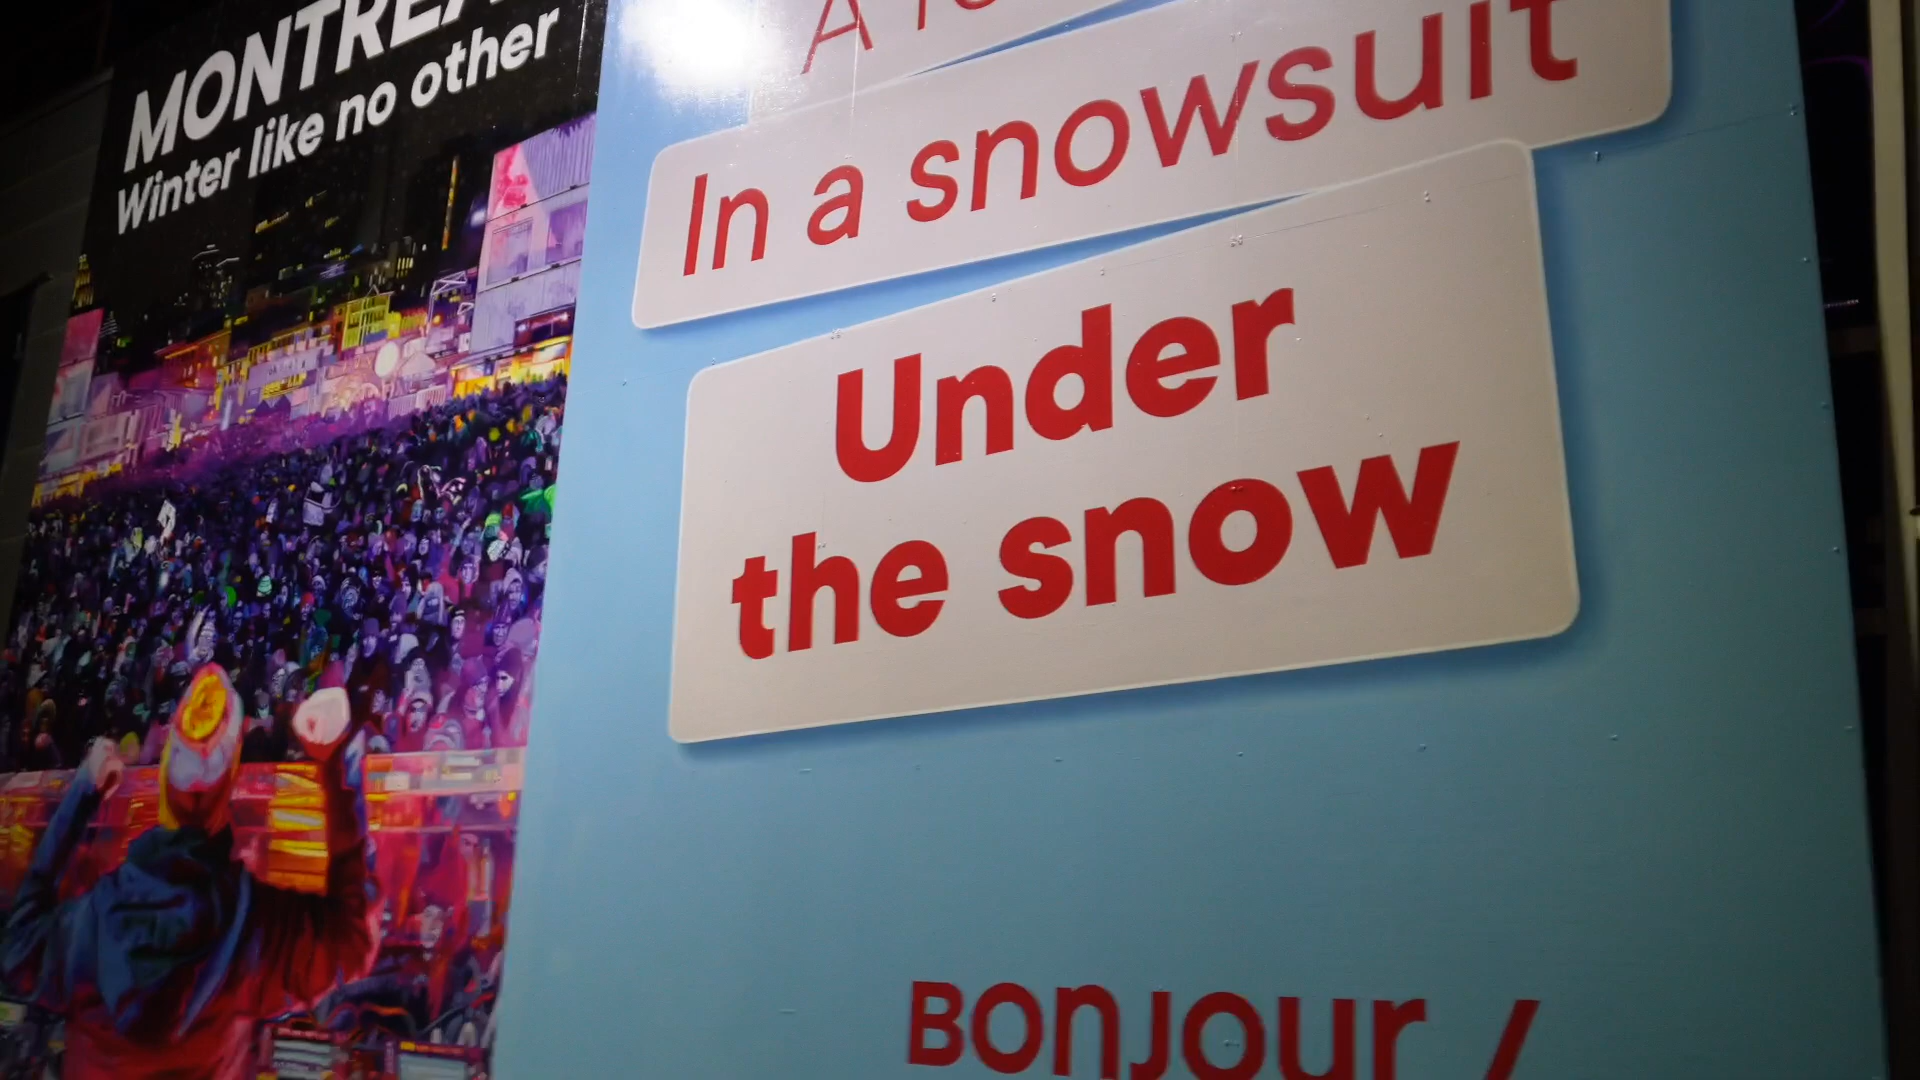 MONTREA
Winter like no other
A
In a snowsuit
Under
the snow
BONJOUr /